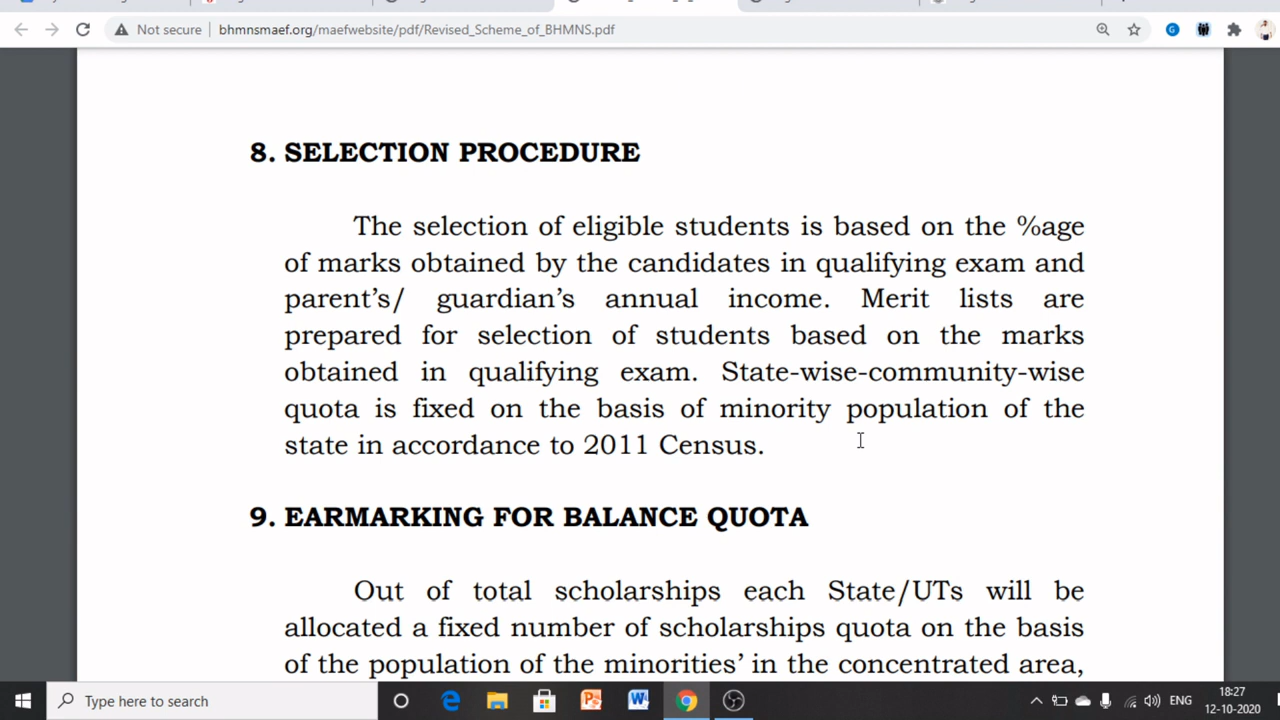 Not secure
bhmnsmaef.org/maefwebsite/pdf/Revised_Scheme_of_BHMNS.pdf
8. SELECTION PROCEDURE
The selection of eligible students is based on the %age
of marks obtained by the candidates in qualifying exam and
parent's/ guardian's annual income. Merit lists are
prepared for selection of students based on the marks
obtained in qualifying exam. State-wise-community-wise
quota is fixed on the basis of minority population of the
state in accordance to 2011 Census.
9. EARMARKING FOR BALANCE QUOTA
Out of total scholarships each State/UTs will be
allocated a fixed number of scholarships quota on the basis
of the population of the minorities' in the concentrated area,
Type here to search
ENG
18:27
12-10-2020